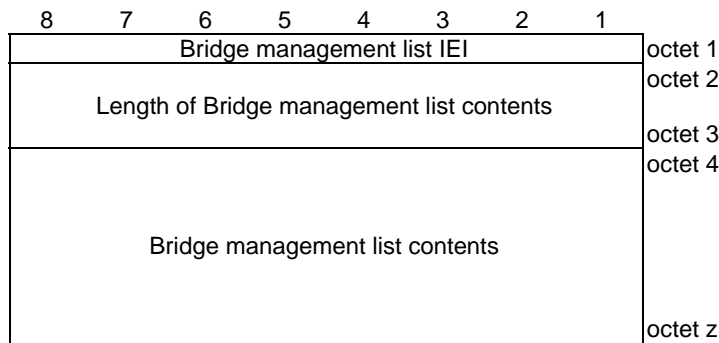 8 7 6 5 4 3 2 1
Bridge management list IEI octet 1
octet 2
Length of Bridge management list contents
octet 3
octet 4
Bridge management list contents
octet z